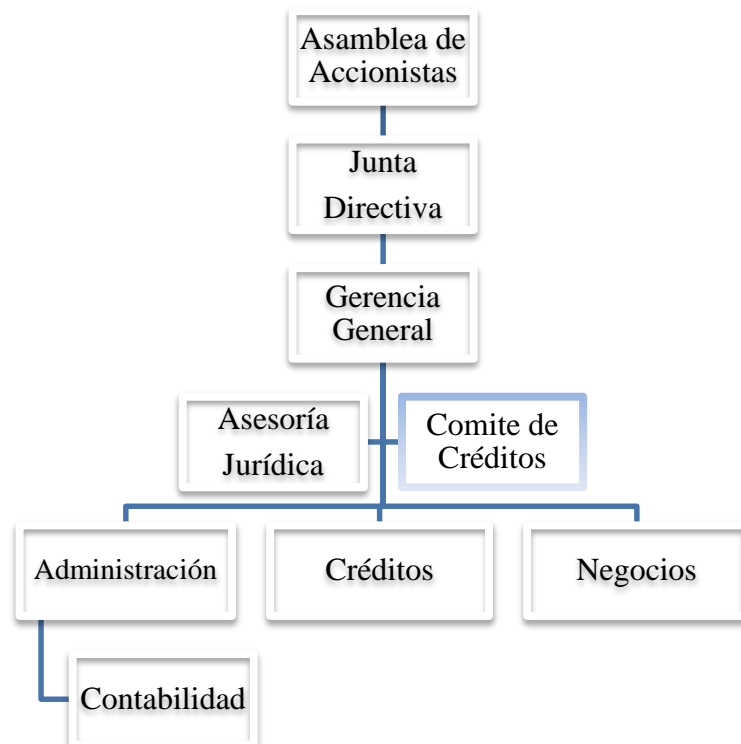 Asamblea de
Accionistas
Junta
Directiva
Gerencia
General
Asesoría
Jurídica
Comite de
Créditos
Administración
Créditos
Negocios
Contabilidad